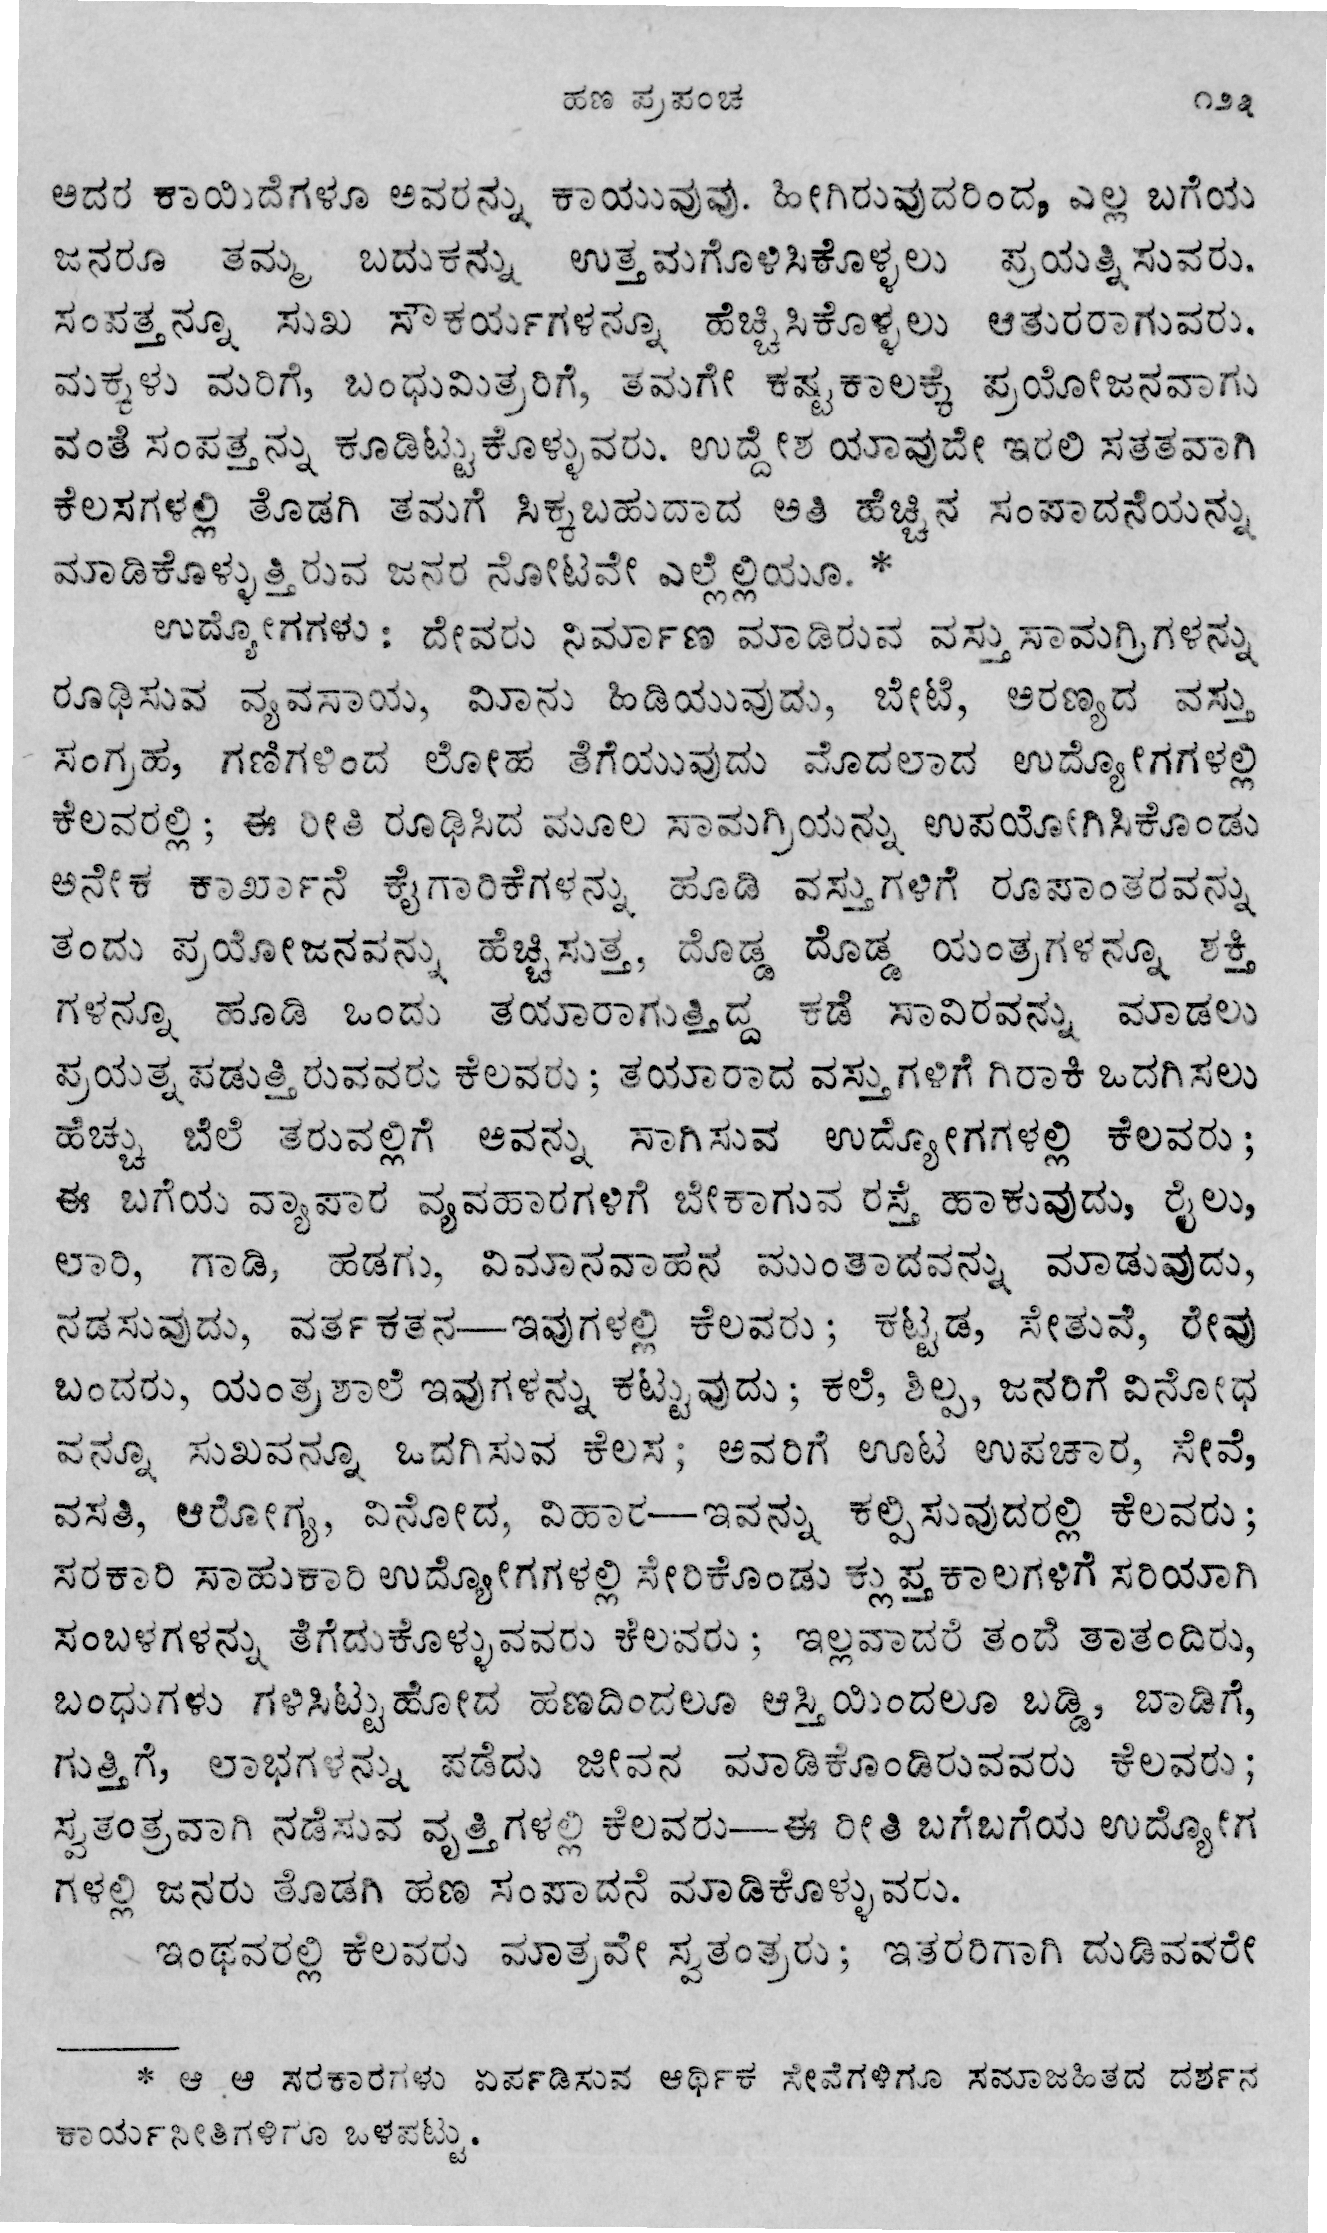 ಹಣ ಪ್ರಪಂಚ ೧೨೩
ಅದರ ಕಾಯಿದೆಗಳೂ ಅವರನ್ನು ಕಾಯುವುವು. ಹೀಗಿರುವುದರಿಂದ, ಎಲ್ಲ ಬಗೆಯ
ಜನರೂ ತಮ್ಮ ಬದುಕನ್ನು ಉತ್ತಮಗೊಳಿಸಿಕೊಳ್ಳಲು ಪ್ರಯತ್ನಿಸುವರು.
ಸಂಪತ್ತನ್ನೂ ಸುಖ ಸೌಕರ್ಯಗಳನ್ನೂ ಹೆಚ್ಚಿಸಿಕೊಳ್ಳಲು ಆತುರರಾಗುವರು.
ಮಕ್ಕಳು ಮರಿಗೆ, ಬಂಧುಮಿತ್ರರಿಗೆ, ತಮಗೇ ಕಷ್ಟಕಾಲಕ್ಕೆ ಪ್ರಯೋಜನವಾಗು
ವಂತೆ ಸಂಪತ್ತನ್ನು ಕೂಡಿಟ್ಟುಕೊಳ್ಳುವರು. ಉದ್ದೇಶ ಯಾವುದೇ ಇರಲಿ ಸತತವಾಗಿ
ಕೆಲಸಗಳಲ್ಲಿ ತೊಡಗಿ ತಮಗೆ ಸಿಕ್ಕಬಹುದಾದ ಅತಿ ಹೆಚ್ಚಿನ ಸಂಪಾದನೆಯನ್ನು
ಮಾಡಿಕೊಳ್ಳುತ್ತಿರುವ ಜನರ ನೋಟವೇ ಎಲ್ಲೆಲ್ಲಿಯೂ. *
ಉದ್ಯೋಗಗಳು : ದೇವರು ನಿರ್ಮಾಣ ಮಾಡಿರುವ ವಸ್ತುಸಾಮಗ್ರಿಗಳನ್ನು
ರೂಢಿಸುವ ವ್ಯವಸಾಯ, ಮೀನು ಹಿಡಿಯುವುದು, ಬೇಟೆ, ಅರಣ್ಯದ ವಸ್ತು
ಸಂಗ್ರಹ, ಗಣಿಗಳಿಂದ ಲೋಹ ತೆಗೆಯುವುದು ಮೊದಲಾದ ಉದ್ಯೋಗಗಳಲ್ಲಿ
ಕೆಲವರಲ್ಲಿ; ಈ ರೀತಿ ರೂಢಿಸಿದ ಮೂಲ ಸಾಮಗ್ರಿಯನ್ನು ಉಪಯೋಗಿಸಿಕೊಂಡು
ಅನೇಕ ಕಾರ್ಖಾನೆ ಕೈಗಾರಿಕೆಗಳನ್ನು ಹೂಡಿ ವಸ್ತುಗಳಿಗೆ ರೂಪಾಂತರವನ್ನು
ತಂದು ಪ್ರಯೋಜನವನ್ನು ಹೆಚ್ಚಿಸುತ್ತ, ದೊಡ್ಡ ದೊಡ್ಡ ಯಂತ್ರಗಳನ್ನೂ ಶಕ್ತಿ
ಗಳನ್ನೂ ಹೂಡಿ ಒಂದು ತಯಾರಾಗುತ್ತಿದ್ದ ಕಡೆ ಸಾವಿರವನ್ನು ಮಾಡಲು
ಪ್ರಯತ್ನಪಡುತ್ತಿರುವವರು ಕೆಲವರು; ತಯಾರಾದ ವಸ್ತುಗಳಿಗೆ ಗಿರಾಕಿ ಒದಗಿಸಲು
ಹೆಚ್ಚು ಬೆಲೆ ತರುವಲ್ಲಿಗೆ ಅವನ್ನು ಸಾಗಿಸುವ ಉದ್ಯೋಗಗಳಲ್ಲಿ ಕೆಲವರು;
ಈ ಬಗೆಯ ವ್ಯಾಪಾರ ವ್ಯವಹಾರಗಳಿಗೆ ಬೇಕಾಗುವ ರಸ್ತೆ ಹಾಕುವುದು, ರೈಲು,
ಲಾರಿ, ಗಾಡಿ, ಹಡಗು, ವಿಮಾನವಾಹನ ಮುಂತಾದವನ್ನು ಮಾಡುವುದು,
ನಡಸುವುದು, ವರ್ತಕತನ—ಇವುಗಳಲ್ಲಿ ಕೆಲವರು; ಕಟ್ಟಡ, ಸೇತುವೆ, ರೇವು
ಬಂದರು, ಯಂತ್ರಶಾಲೆ ಇವುಗಳನ್ನು ಕಟ್ಟುವುದು; ಕಲೆ, ಶಿಲ್ಪ, ಜನರಿಗೆ ವಿನೋಧ
ವನ್ನೂ ಸುಖವನ್ನೂ ಒದಗಿಸುವ ಕೆಲಸ; ಅವರಿಗೆ ಊಟ ಉಪಚಾರ, ಸೇವೆ,
ವಸತಿ, ಆರೋಗ್ಯ, ವಿನೋದ, ವಿಹಾರ—ಇವನ್ನು ಕಲ್ಪಿಸುವುದರಲ್ಲಿ ಕೆಲವರು;
ಸರಕಾರಿ ಸಾಹುಕಾರಿ ಉದ್ಯೋಗಗಳಲ್ಲಿ ಸೇರಿಕೊಂಡು ಕ್ಲುಪ್ತಕಾಲಗಳಿಗೆ ಸರಿಯಾಗಿ
ಸಂಬಳಗಳನ್ನು ತೆಗೆದುಕೊಳ್ಳುವವರು ಕೆಲವರು; ಇಲ್ಲವಾದರೆ ತಂದೆ ತಾತಂದಿರು,
ಬಂಧುಗಳು ಗಳಿಸಿಟ್ಟುಹೋದ ಹಣದಿಂದಲೂ ಆಸ್ತಿಯಿಂದಲೂ ಬಡ್ಡಿ, ಬಾಡಿಗೆ,
ಗುತ್ತಿಗೆ, ಲಾಭಗಳನ್ನು ಪಡೆದು ಜೀವನ ಮಾಡಿಕೊಂಡಿರುವವರು ಕೆಲವರು;
ಸ್ವತಂತ್ರವಾಗಿ ನಡೆಸುವ ವೃತ್ತಿಗಳಲ್ಲಿ ಕೆಲವರು—ಈ ರೀತಿ ಬಗೆಬಗೆಯ ಉದ್ಯೋಗ
ಗಳಲ್ಲಿ ಜನರು ತೊಡಗಿ ಹಣ ಸಂಪಾದನೆ ಮಾಡಿಕೊಳ್ಳುವರು.
ಇಂಥವರಲ್ಲಿ ಕೆಲವರು ಮಾತ್ರವೇ ಸ್ವತಂತ್ರರು; ಇತರರಿಗಾಗಿ ದುಡಿವವರೇ
* ಆ ಆ ಸರಕಾರಗಳು ಏರ್ಪಡಿಸುವ ಆರ್ಥಿಕ ಸೇವೆಗಳಿಗೂ ಸಮಾಜಹಿತದ ದರ್ಶನ
ಕಾರ್ಯನೀತಿಗಳಿಗೂ ಒಳಪಟ್ಟು.